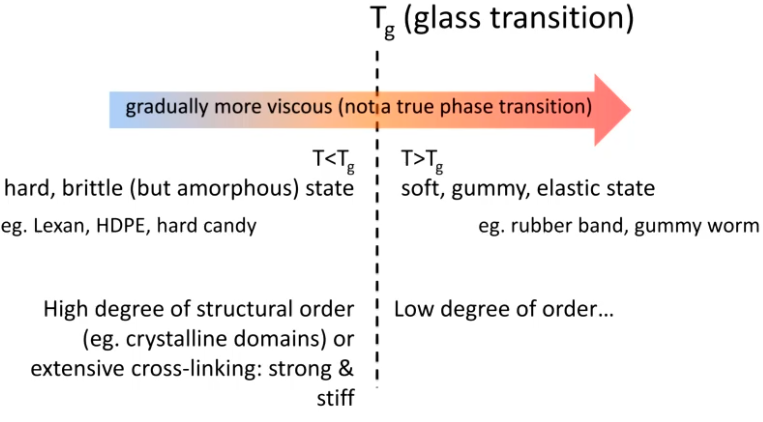 Tg (glass transition)
gradually more viscous (not a true phase transition)
T<Tg
T>Tg
hard, brittle (but amorphous) state
soft, gummy, elastic state
eg. Lexan, HDPE, hard candy
eg. rubber band, gummy worm
High degree of structural order
(eg. crystalline domains) or
extensive cross-linking: strong &
stiff
Low degree of order…